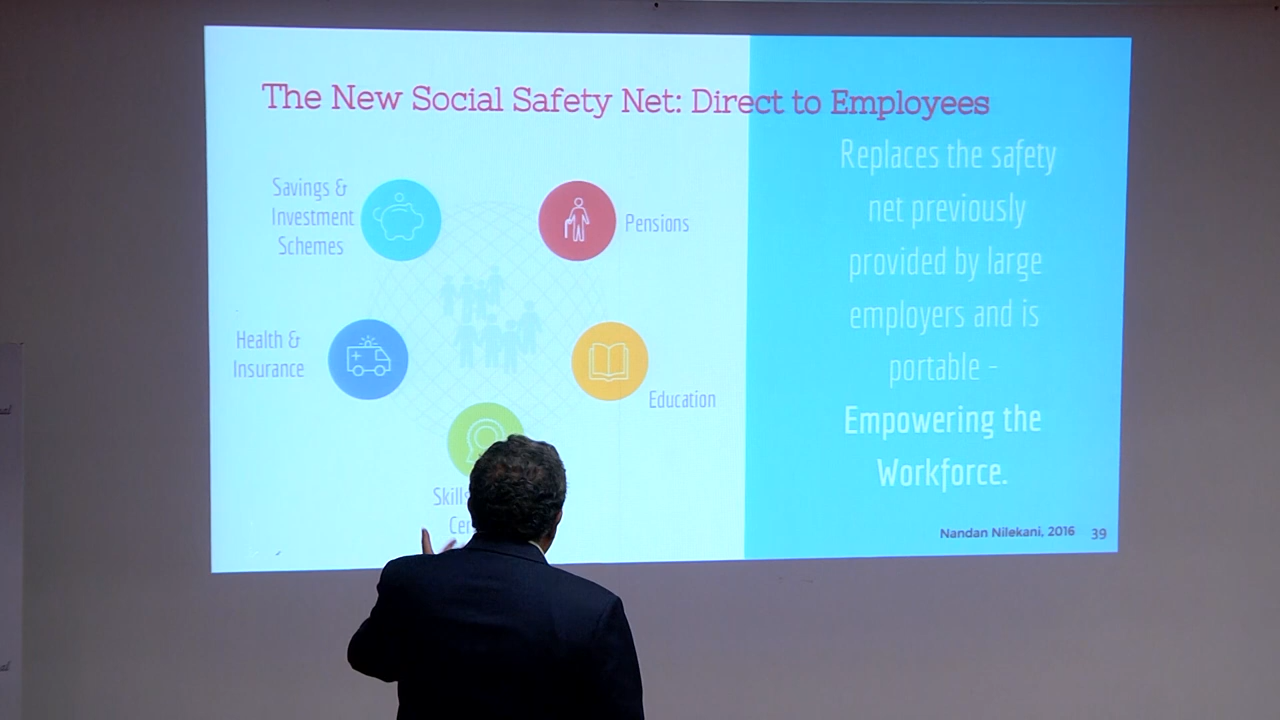 The New Social Safety Net: Direct to Employees
Savings &
Investment
Schemes
Pensions
Health &
Insurance
Education
Replaces the safety
net previously
provided by large
employers and is
portable –
Empowering the
Workforce.
Nandan Nilekani, 2016 39